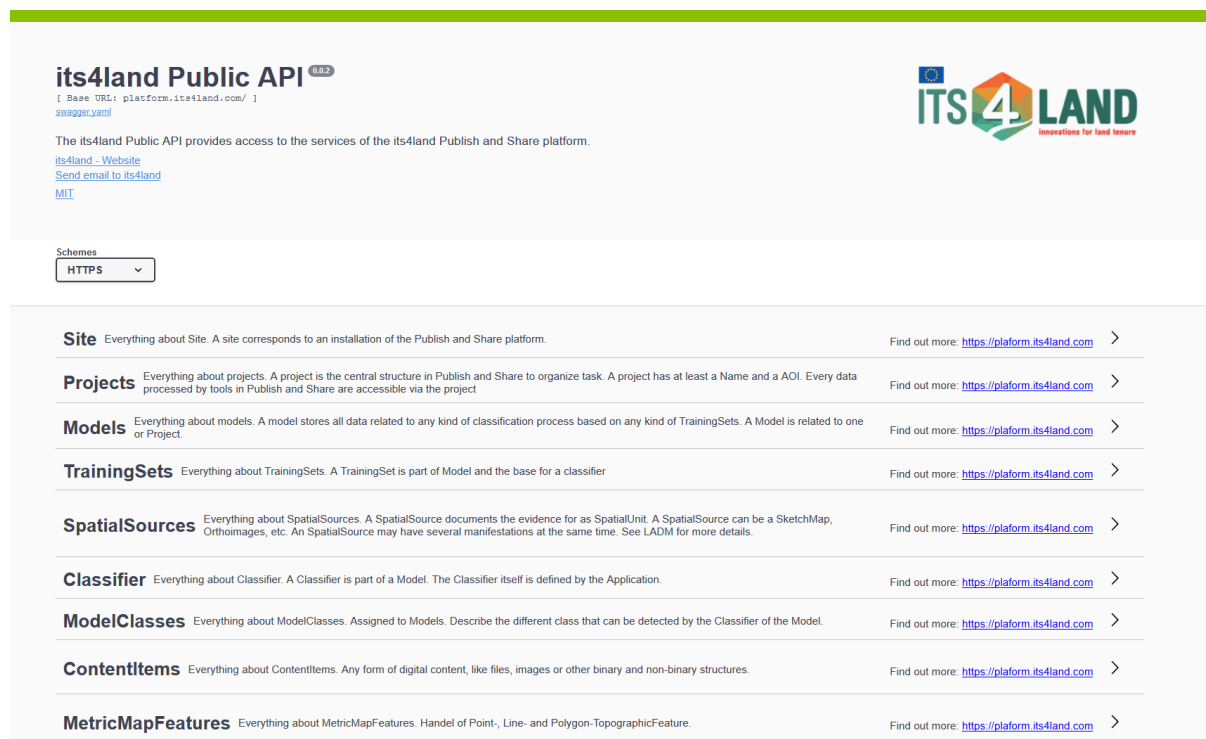 its4land Public API 0.0.2
[ Base URL: platform.its4land.com/ ]
swagger.yaml
The its4land Public API provides access to the services of the its4land Publish and Share platform.
its4land - Website
Send email to its4land
MIT
ITS 4 LAND
innovations for land tenure
Schemes
HTTPS
Site Everything about Site. A site corresponds to an installation of the Publish and Share platform. Find out more: https://plaform.its4land.com
Projects Everything about projects. A project is the central structure in Publish and Share to organize task. A project has at least a Name and a AOI. Every data
processed by tools in Publish and Share are accessible via the project Find out more: https://plaform.its4land.com
Models Everything about models. A model stores all data related to any kind of classification process based on any kind of TrainingSets. A Model is related to one
or Project. Find out more: https://plaform.its4land.com
TrainingSets Everything about TrainingSets. A TrainingSet is part of Model and the base for a classifier Find out more: https://plaform.its4land.com
SpatialSources Everything about SpatialSources. A SpatialSource documents the evidence for as SpatialUnit. A SpatialSource can be a SketchMap,
Orthoimages, etc. An SpatialSource may have several manifestations at the same time. See LADM for more details. Find out more: https://plaform.its4land.com
Classifier Everything about Classifier. A Classifier is part of a Model. The Classifier itself is defined by the Application. Find out more: https://plaform.its4land.com
ModelClasses Everything about ModelClasses. Assigned to Models. Describe the different class that can be detected by the Classifier of the Model. Find out more: https://plaform.its4land.com
ContentItems Everything about ContentItems. Any form of digital content, like files, images or other binary and non-binary structures. Find out more: https://plaform.its4land.com
MetricMapFeatures Everything about MetricMapFeatures. Handel of Point-, Line- and Polygon-TopographicFeature. Find out more: https://plaform.its4land.com